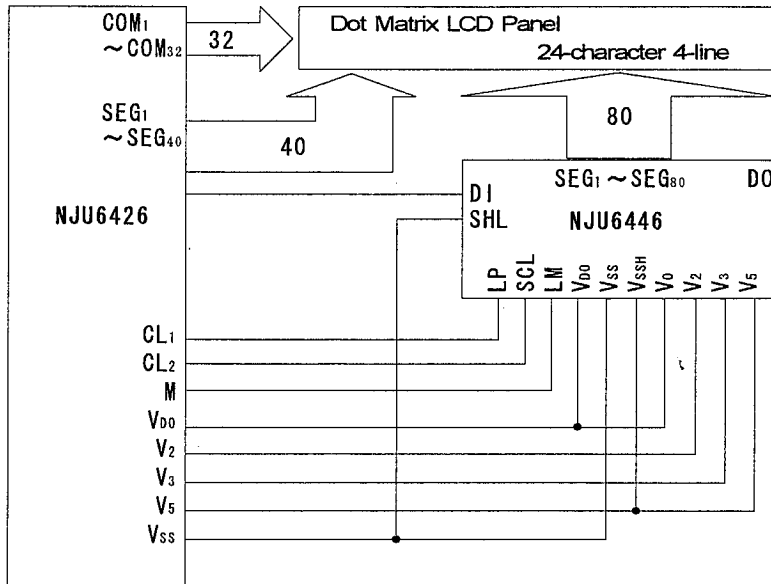 COM1
～COM32
32
Dot Matrix LCD Panel
24-character 4-line
SEG1
～SEG40
40
80
NJU6426
DI
SEG1～SEG80
DO
SHL
NJU6446
LP
SCL
LM
VDD
VSS
VSSH
V0
V2
V3
V5
CL1
CL2
M
VDD
V2
V3
V5
VSS